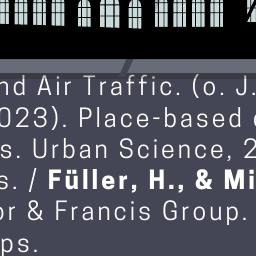 nd Air Traffic. (o. J.
023). Place-based
s. Urban Science, 2
s. / Füller, H., & Mi
or & Francis Group.
ps.